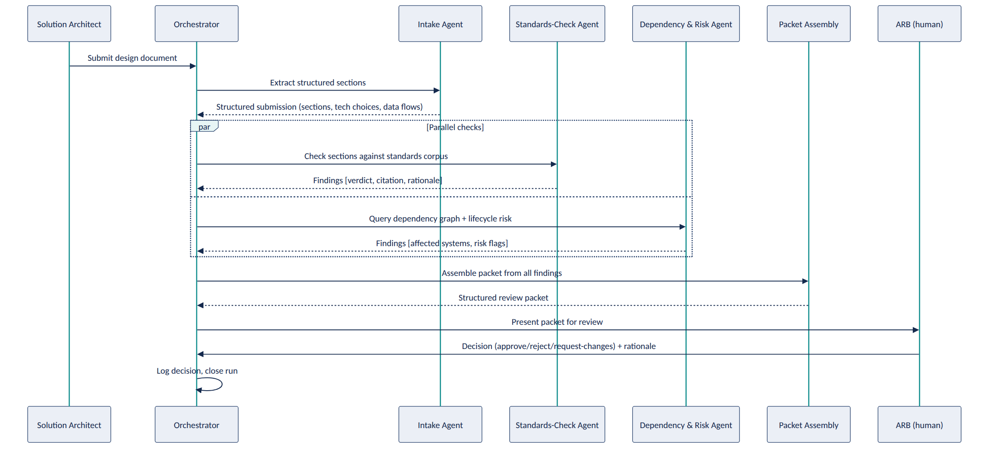 Solution Architect
Orchestrator
Intake Agent
Standards-Check Agent
Dependency & Risk Agent
Packet Assembly
ARB (human)
Submit design document
Extract structured sections
Structured submission (sections, tech choices, data flows)
par
[Parallel checks]
Check sections against standards corpus
Findings [verdict, citation, rationale]
Query dependency graph + lifecycle risk
Findings [affected systems, risk flags]
Assemble packet from all findings
Structured review packet
Present packet for review
Decision (approve/reject/request-changes) + rationale
Log decision, close run
Solution Architect
Orchestrator
Intake Agent
Standards-Check Agent
Dependency & Risk Agent
Packet Assembly
ARB (human)